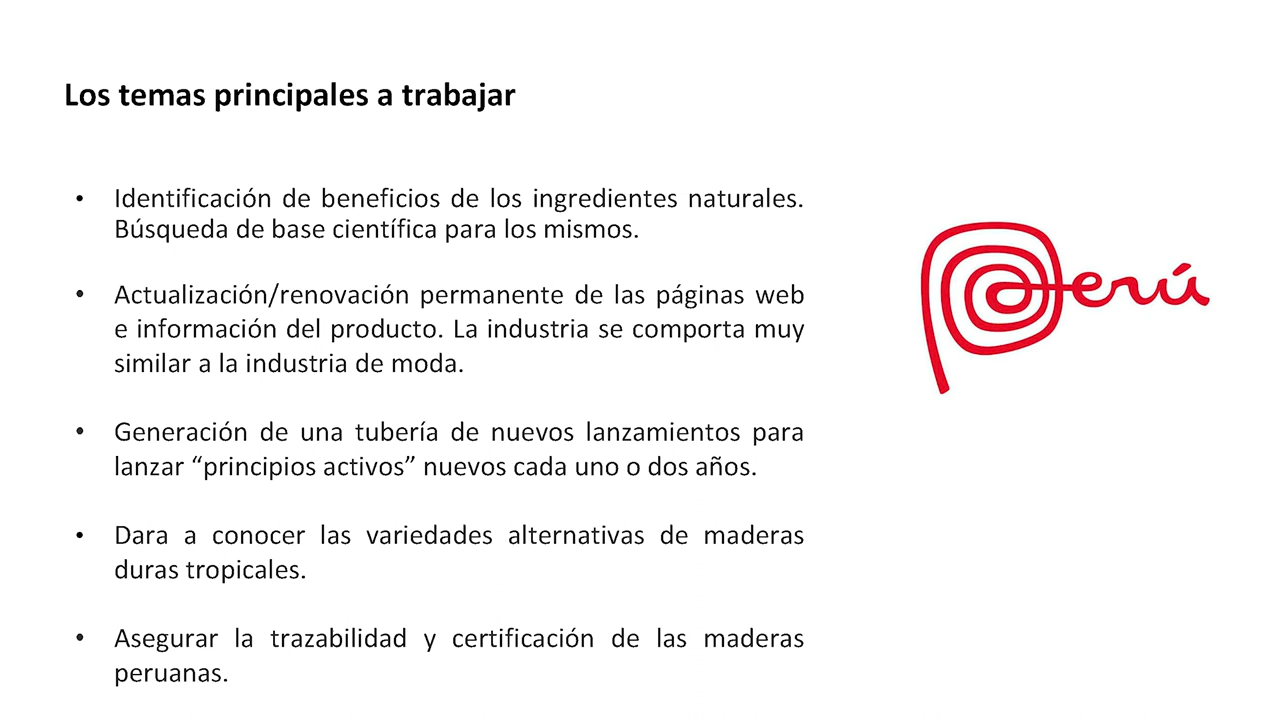 Los temas principales a trabajar
• Identificación de beneficios de los ingredientes naturales.
Búsqueda de base científica para los mismos.
• Actualización/renovación permanente de las páginas web
e información del producto. La industria se comporta muy
similar a la industria de moda.
• Generación de una tubería de nuevos lanzamientos para
lanzar “principios activos” nuevos cada uno o dos años.
• Dara a conocer las variedades alternativas de maderas
duras tropicales.
• Asegurar la trazabilidad y certificación de las maderas
peruanas.
Perú